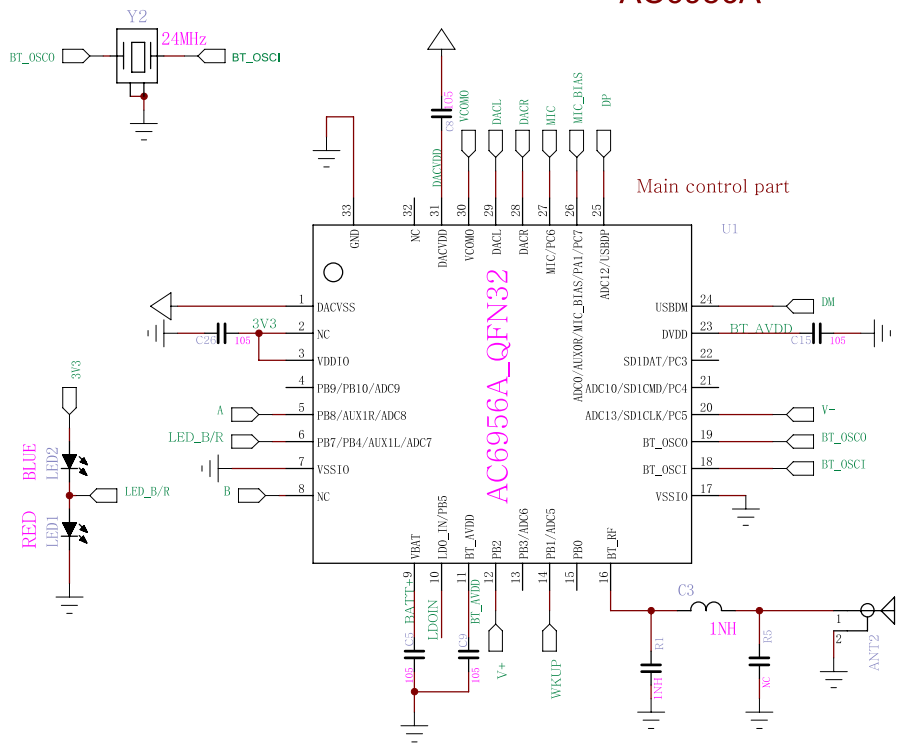 Y2
24MHz
BT_OSCO
BT_OSCI
105
C8
DACVDD
VCOMO
DACL
DACR
MIC
MIC_BIAS
DP
Main control part
U1
33
32
31
30
29
28
27
26
25
GND
NC
DACVDD
VCOMO
DACL
DACR
MIC/PC6
ADC0/AUX0R/MIC_BIAS/PA1/PC7
ADC12/USBDP
AC6956A_QFN32
1 DACVSS
3V3
C26
105
2 NC
3 VDDIO
4 PB9/PB10/ADC9
A
5 PB8/AUX1R/ADC8
LED_B/R
6 PB7/PB4/AUX1L/ADC7
7 VSSIO
B
8 NC
USBDM 24
DM
DVDD 23
BT_AVDD
C15
105
SD1DAT/PC3 22
ADC10/SD1CMD/PC4 21
ADC13/SD1CLK/PC5 20
V-
BT_OSCO 19
BT_OSCO
BT_OSCI 18
BT_OSCI
VSSIO 17
3V3
BLUE
LED2
LED_B/R
RED
LED1
VBAT
LDO_IN/PB5
BT_AVDD
PB2
PB3/ADC6
PB1/ADC5
PB0
BT_RF
9
10
11
12
13
14
15
16
BATT+
LDOIN
BT_AVDD
C5
105
C9
105
V+
WKUP
C3
1NH
R1
1NH
R5
NC
1
2
ANT2